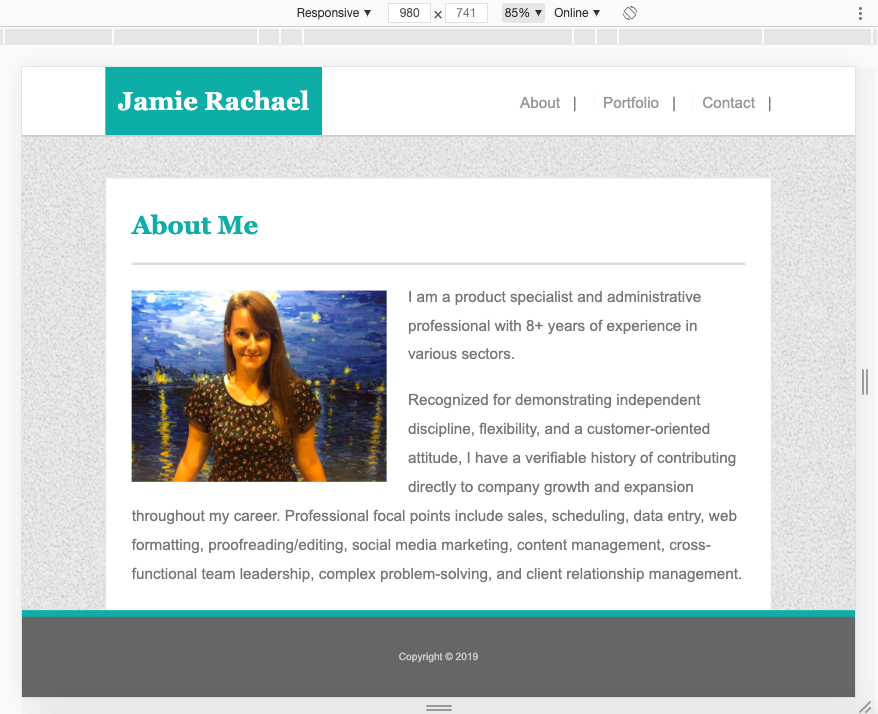 Responsive ▼ 980 × 741 85% ▼ Online ▼
Jamie Rachael
About | Portfolio | Contact |
About Me
I am a product specialist and administrative
professional with 8+ years of experience in
various sectors.
Recognized for demonstrating independent
discipline, flexibility, and a customer-oriented
attitude, I have a verifiable history of contributing
directly to company growth and expansion
throughout my career. Professional focal points include sales, scheduling, data entry, web
formatting, proofreading/editing, social media marketing, content management, cross-
functional team leadership, complex problem-solving, and client relationship management.
Copyright © 2019